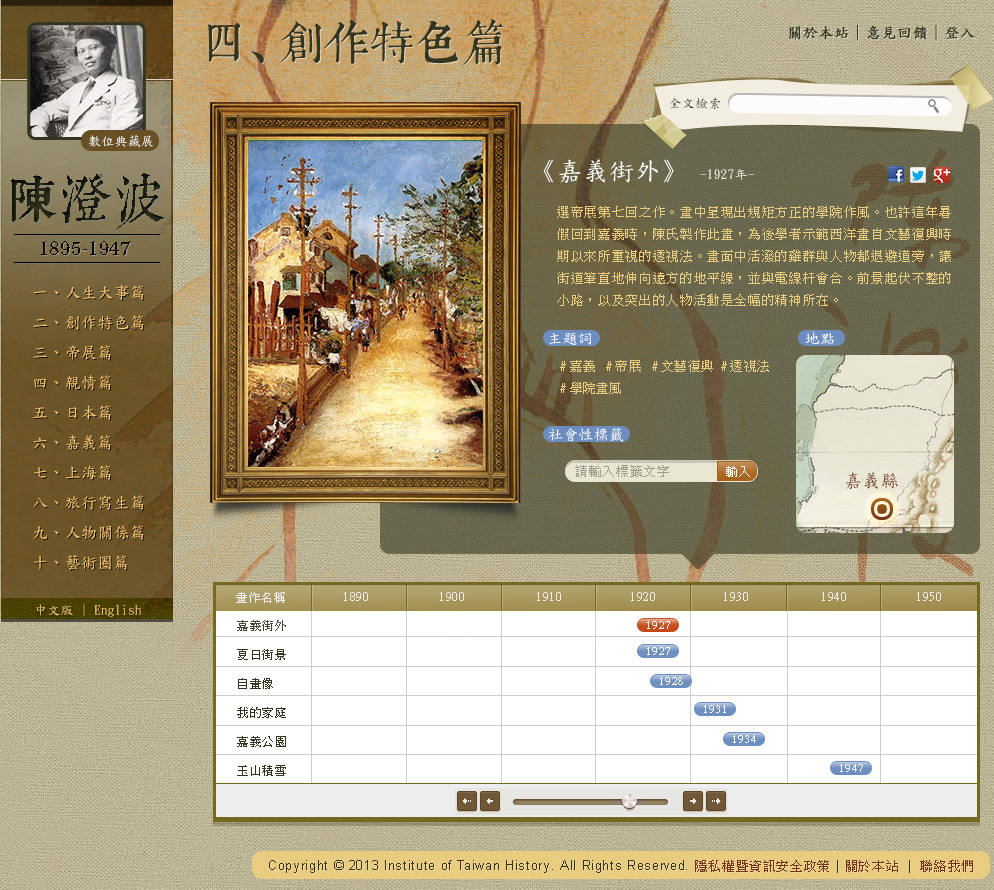 四、創作特色篇
關於本站 | 意見回饋 | 登入
全文檢索
數位典藏展
陳澄波
1895-1947
一、人生大事篇
二、創作特色篇
三、帝展篇
四、親情篇
五、日本篇
六、嘉義篇
七、上海篇
八、旅行寫生篇
九、人物關係篇
十、藝術團篇
中文版 | English
《嘉義街外》 -1927年-
選帝展第七回之作。畫中呈現出規矩方正的學院作風。也許這年暑
假回到嘉義時，陳氏製作此畫，為後學者示範西洋畫自文藝復興時
期以來所重視的透視法。畫面中活潑的雞群與人物都退避道旁，讓
街道筆直地伸向遠方的地平線，並與電線杆會合。前景起伏不整的
小路，以及突出的人物活動是全幅的精神所在。
主題詞
#嘉義 #帝展 #文藝復興 #透視法
#學院畫風
社會性標籤
請輸入標籤文字 輸入
地點
嘉義縣
畫作名稱 1890 1900 1910 1920 1930 1940 1950
嘉義街外 1927
夏日街景 1927
自畫像 1928
我的家庭 1931
嘉義公園 1934
玉山積雪 1947
Copyright © 2013 Institute of Taiwan History. All Rights Reserved. 隱私權暨資訊安全政策 | 關於本站 | 聯絡我們